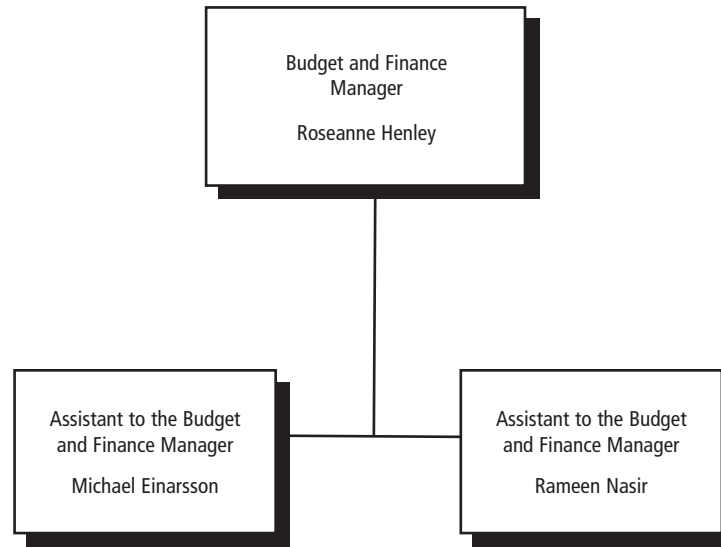 Budget and Finance
Manager
Roseanne Henley
Assistant to the Budget
and Finance Manager
Michael Einarsson
Assistant to the Budget
and Finance Manager
Rameen Nasir